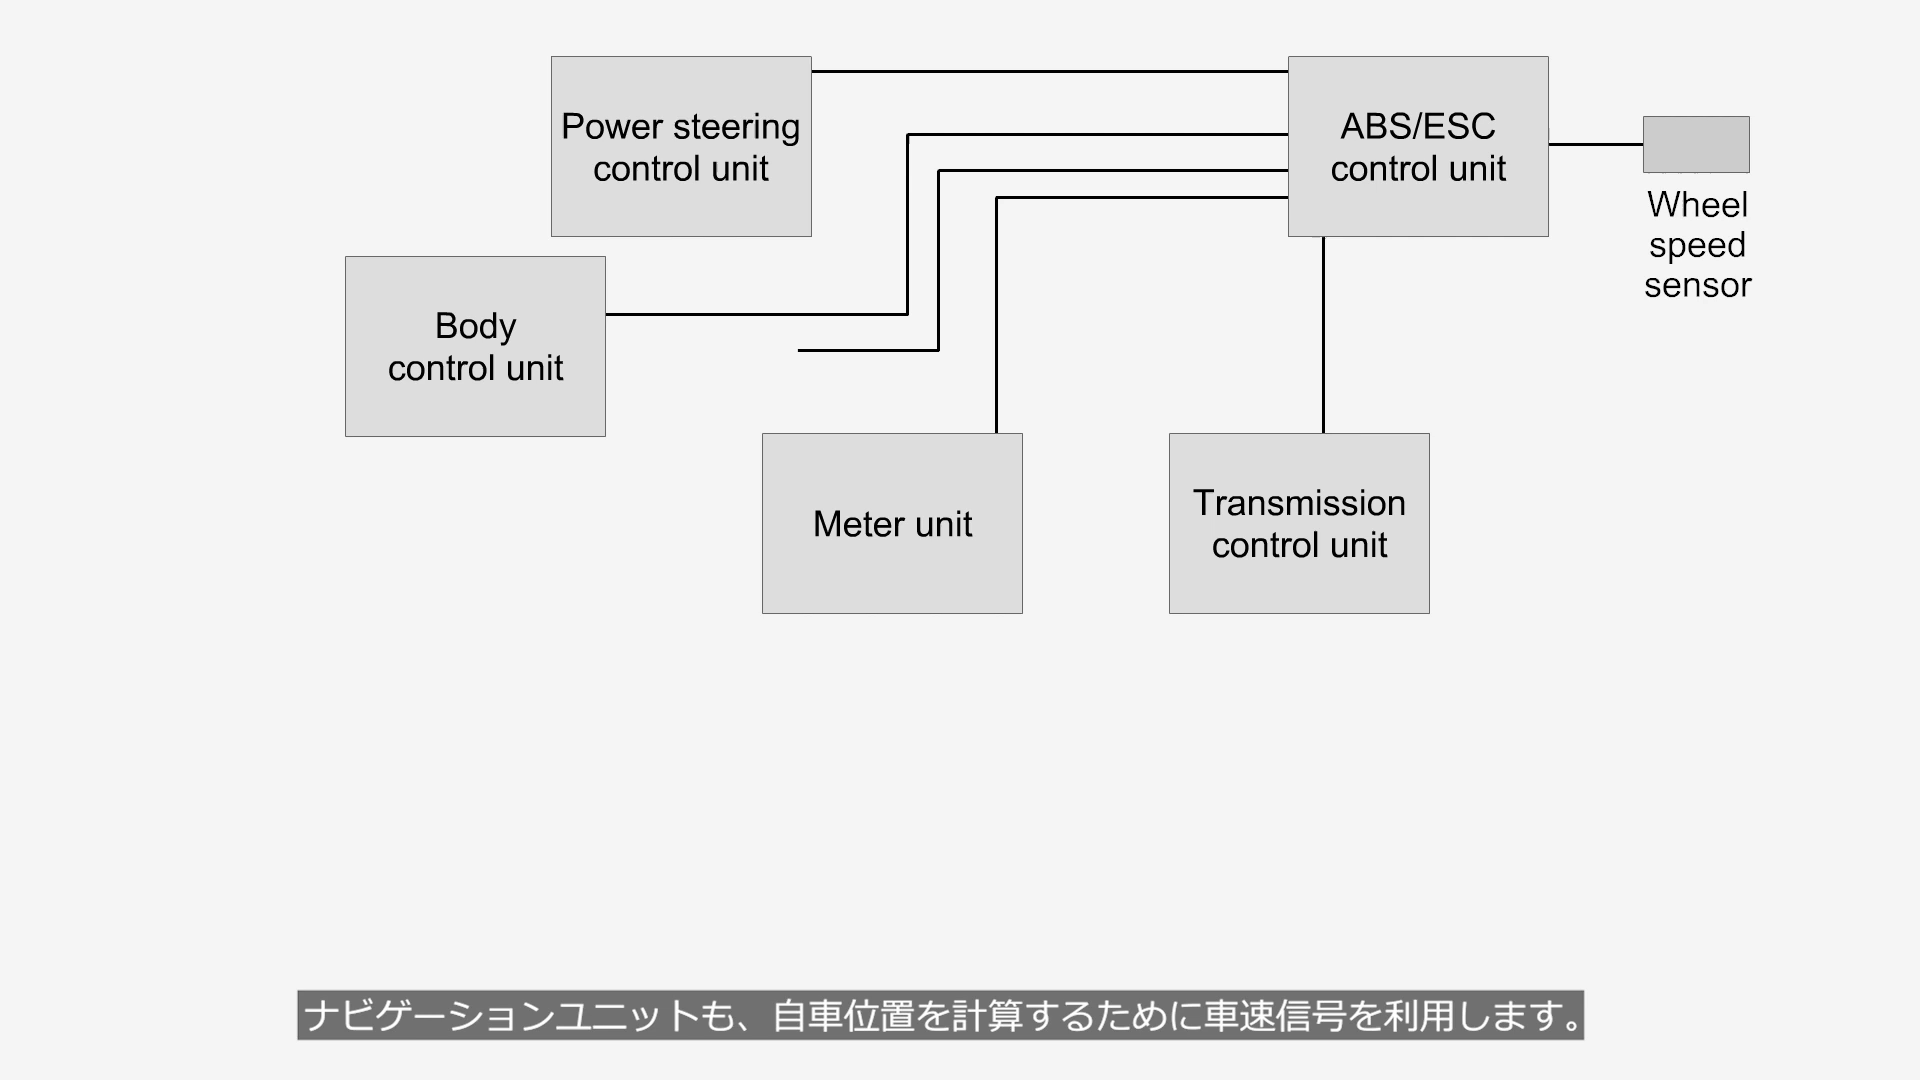 Power steering
control unit
ABS/ESC
control unit
Wheel
speed
sensor
Body
control unit
Meter unit
Transmission
control unit
ナビゲーションユニットも、自車位置を計算するために車速信号を利用します。